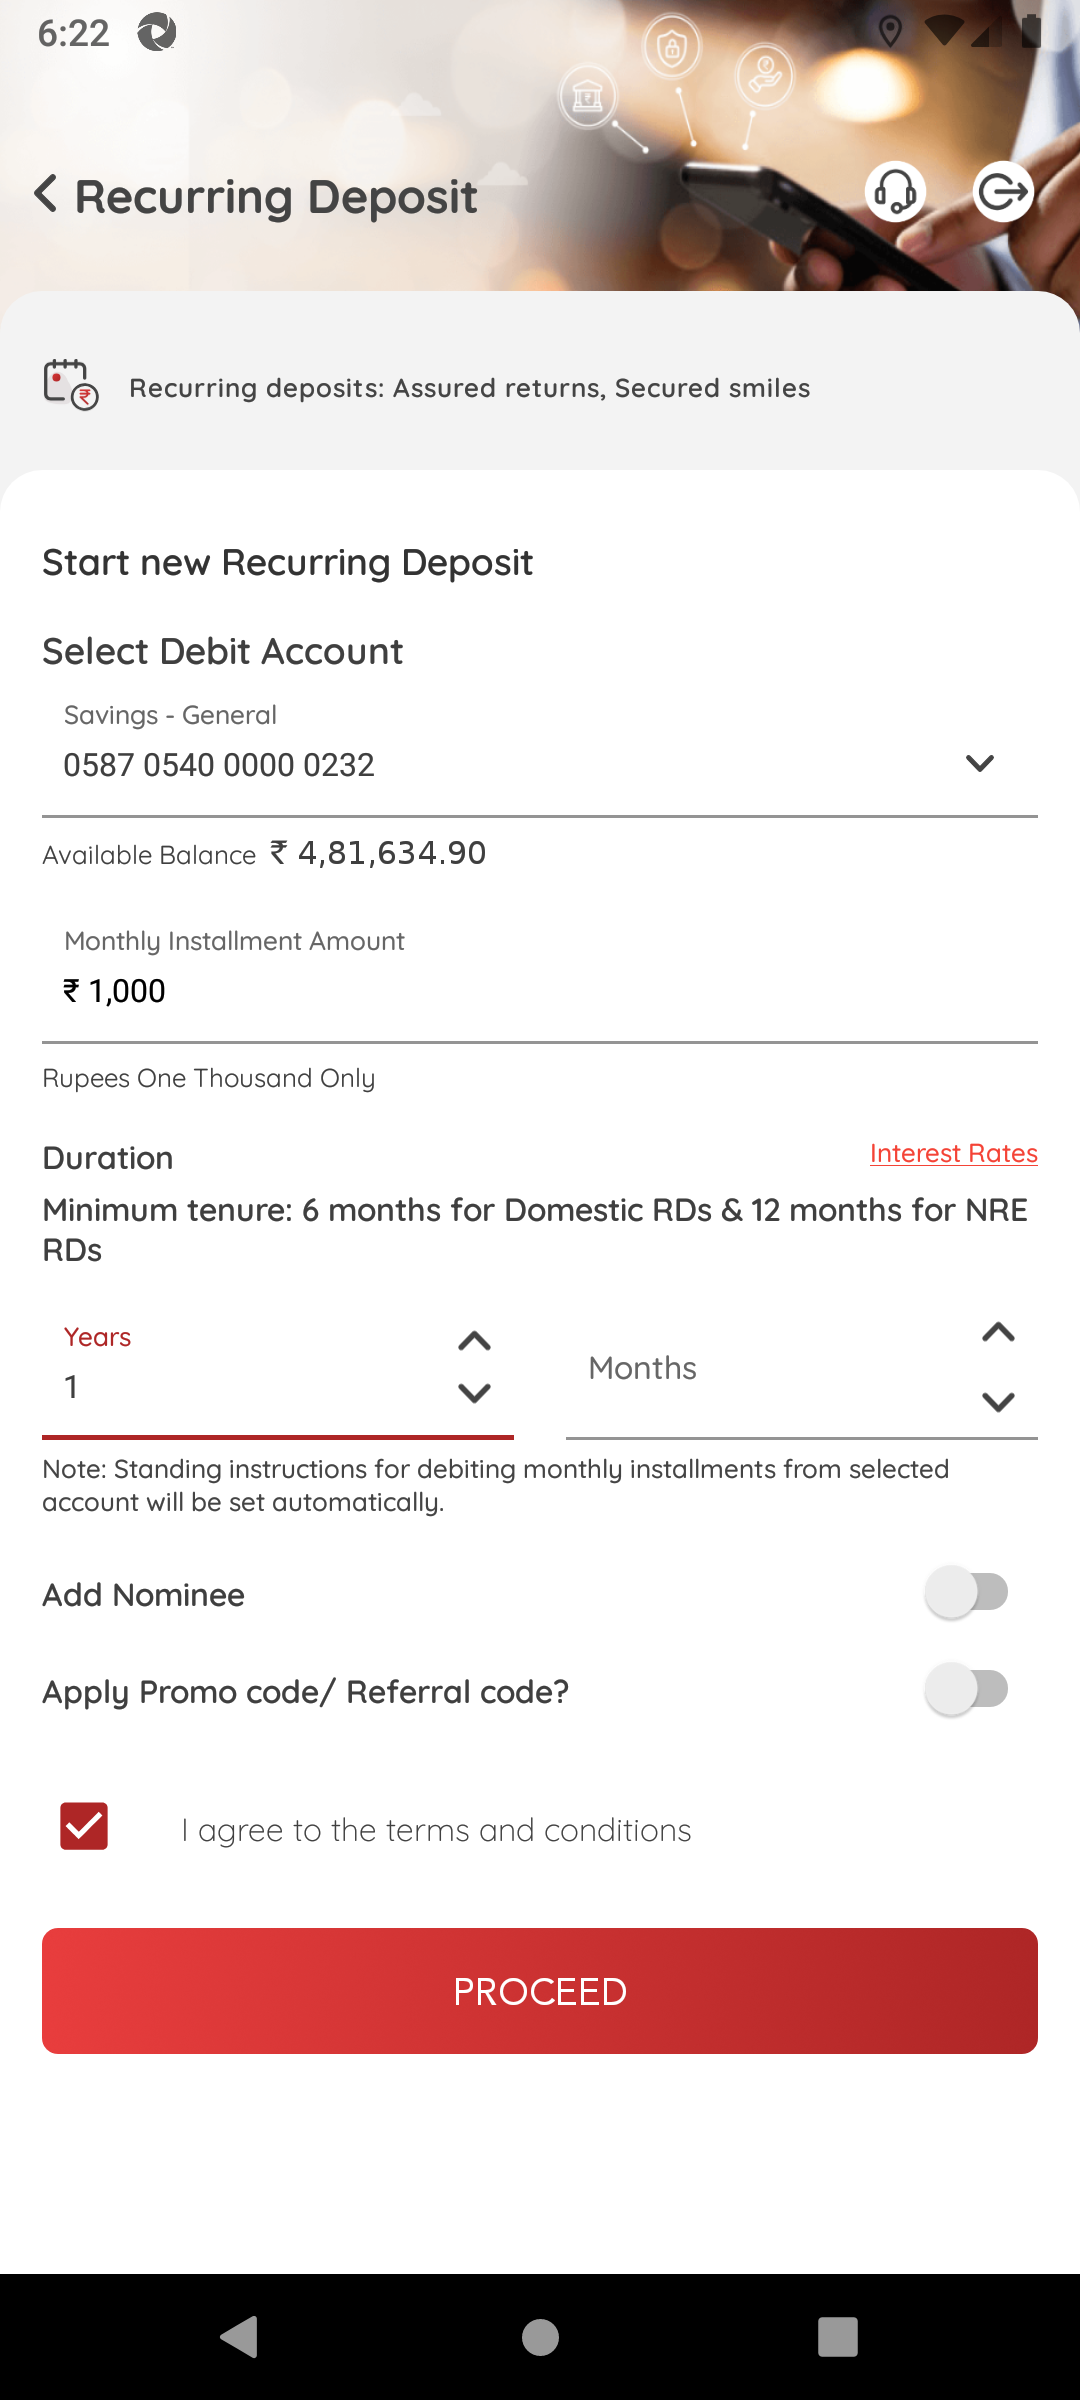 6:22
Recurring Deposit
Recurring deposits: Assured returns, Secured smiles
Start new Recurring Deposit
Select Debit Account
Savings - General
0587 0540 0000 0232
Available Balance ₹ 4,81,634.90
Monthly Installment Amount
₹ 1,000
Rupees One Thousand Only
Duration
Interest Rates
Minimum tenure: 6 months for Domestic RDs & 12 months for NRE
RDs
Years
1
Months
Note: Standing instructions for debiting monthly installments from selected
account will be set automatically.
Add Nominee
Apply Promo code/ Referral code?
I agree to the terms and conditions
PROCEED